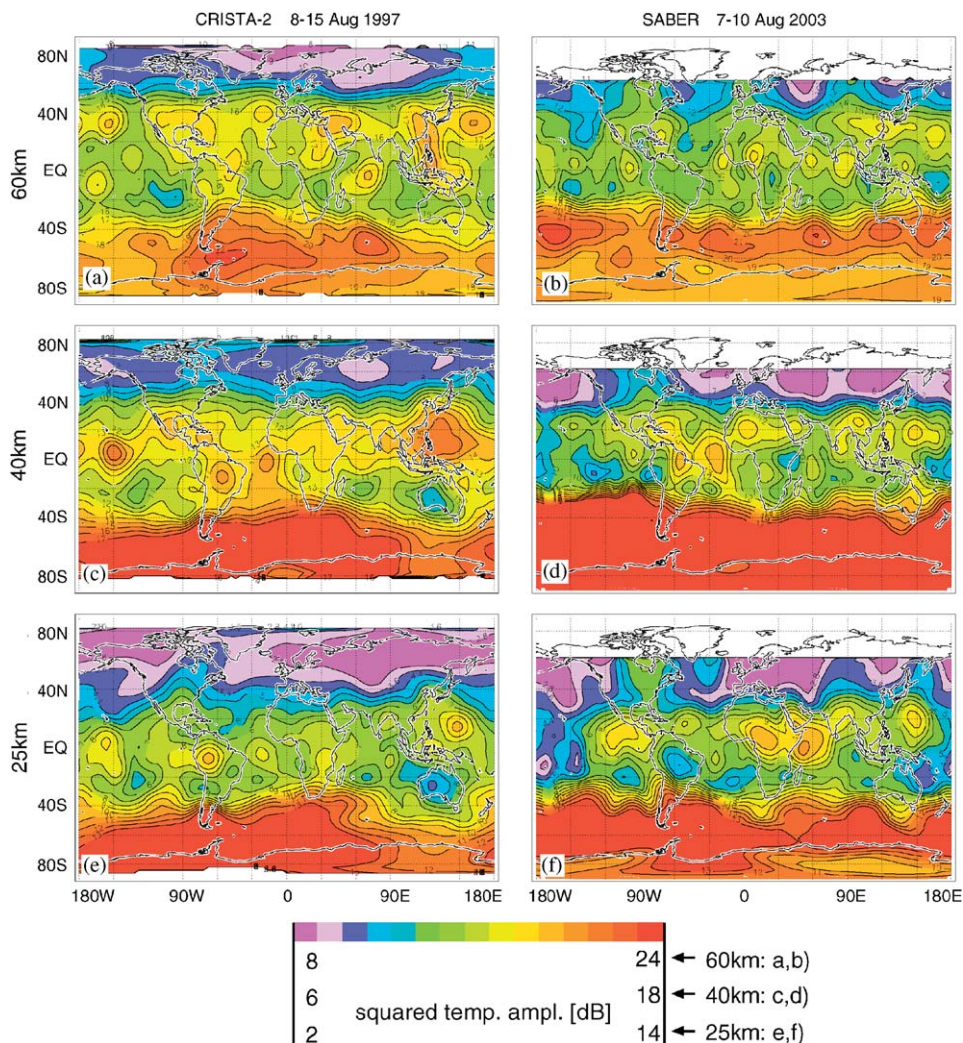 CRISTA-2 8-15 Aug 1997
SABER 7-10 Aug 2003
60km
80N
40N
EQ
40S
80S
(a)
(b)
40km
80N
40N
EQ
40S
80S
(c)
(d)
25km
80N
40N
EQ
40S
80S
(e)
(f)
180W 90W 0 90E 180E
180W 90W 0 90E 180E
8 24 60km: a,b)
6 18 40km: c,d)
squared temp. ampl. [dB]
2 14 25km: e,f)